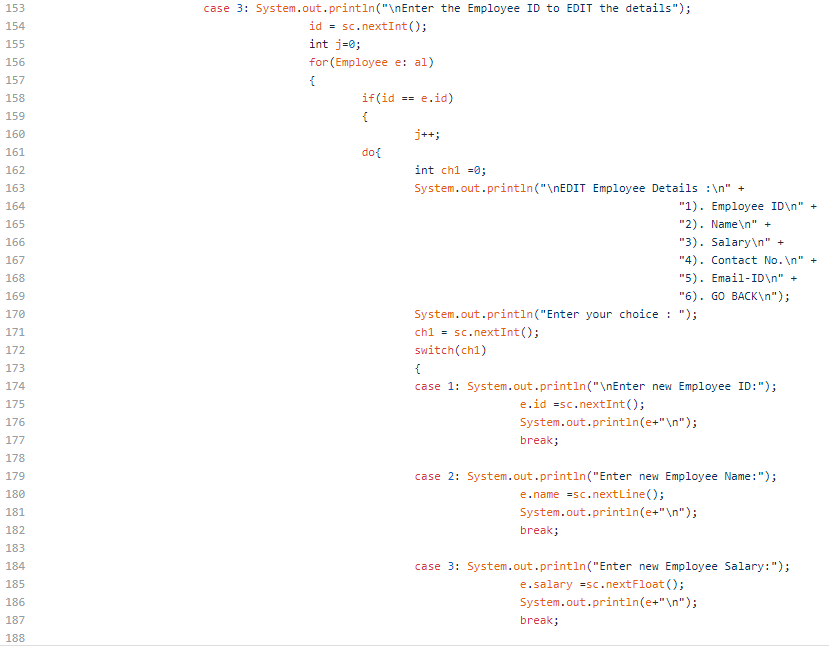 153 case 3: System.out.println("\nEnter the Employee ID to EDIT the details");
154 id = sc.nextInt();
155 int j=0;
156 for(Employee e: al)
157 {
158 if(id == e.id)
159 {
160 j++;
161 do{
162 int ch1 =0;
163 System.out.println("\nEDIT Employee Details :\n" +
164 "1). Employee ID\n" +
165 "2). Name\n" +
166 "3). Salary\n" +
167 "4). Contact No.\n" +
168 "5). Email-ID\n" +
169 "6). GO BACK\n");
170 System.out.println("Enter your choice : ");
171 ch1 = sc.nextInt();
172 switch(ch1)
173 {
174 case 1: System.out.println("\nEnter new Employee ID:");
175 e.id =sc.nextInt();
176 System.out.println(e+"\n");
177 break;
178
179 case 2: System.out.println("Enter new Employee Name:");
180 e.name =sc.nextLine();
181 System.out.println(e+"\n");
182 break;
183
184 case 3: System.out.println("Enter new Employee Salary:");
185 e.salary =sc.nextFloat();
186 System.out.println(e+"\n");
187 break;
188